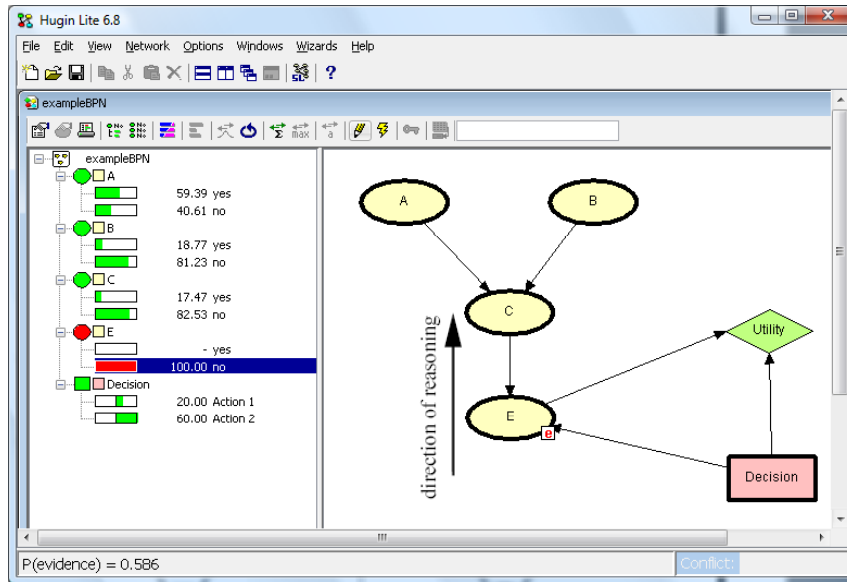 Hugin Lite 6.8
File Edit View Network Options Windows Wizards Help
SL ?
exampleBPN
Σ max a
exampleBPN
A
59.39 yes
40.61 no
B
18.77 yes
81.23 no
C
17.47 yes
82.53 no
E
- yes
100.00 no
Decision
20.00 Action 1
60.00 Action 2
A B
C
direction of reasoning
Utility
E
e
Decision
P(evidence) = 0.586 Conflict: